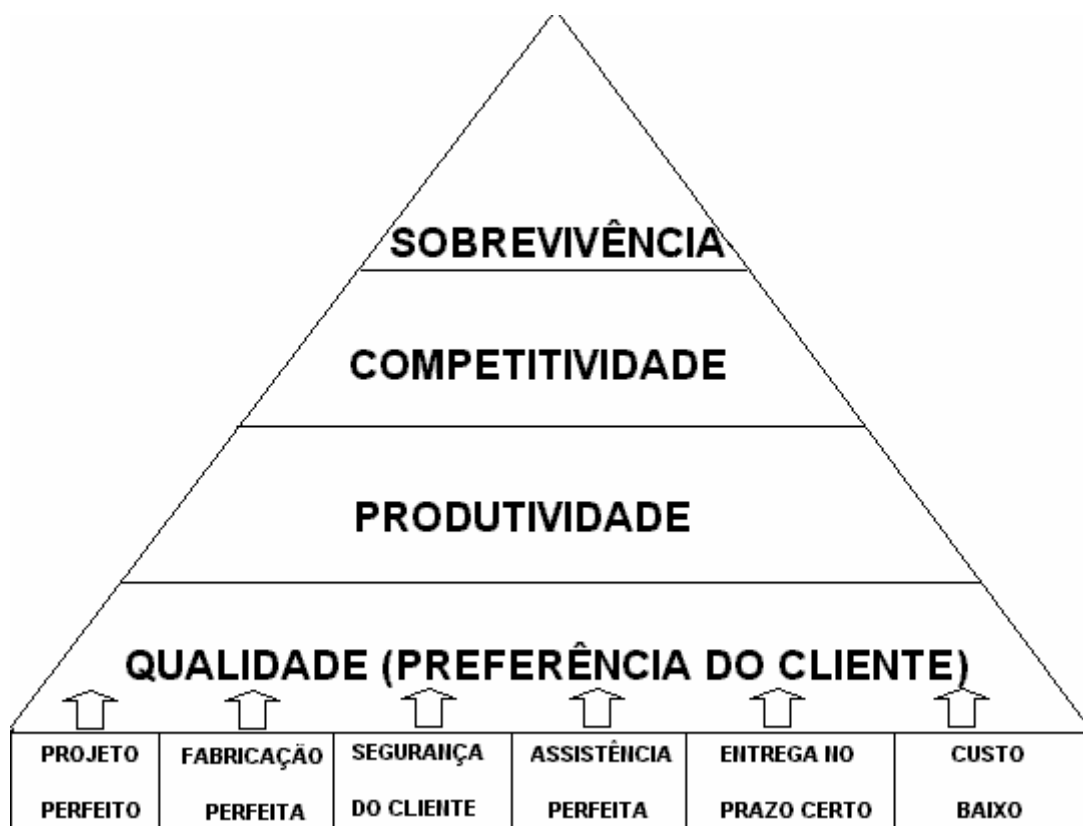 SOBREVIVÊNCIA
COMPETITIVIDADE
PRODUTIVIDADE
QUALIDADE (PREFERÊNCIA DO CLIENTE)
PROJETO
PERFEITO
FABRICAÇÃO
PERFEITA
SEGURANÇA
DO CLIENTE
ASSISTÊNCIA
PERFEITA
ENTREGA NO
PRAZO CERTO
CUSTO
BAIXO